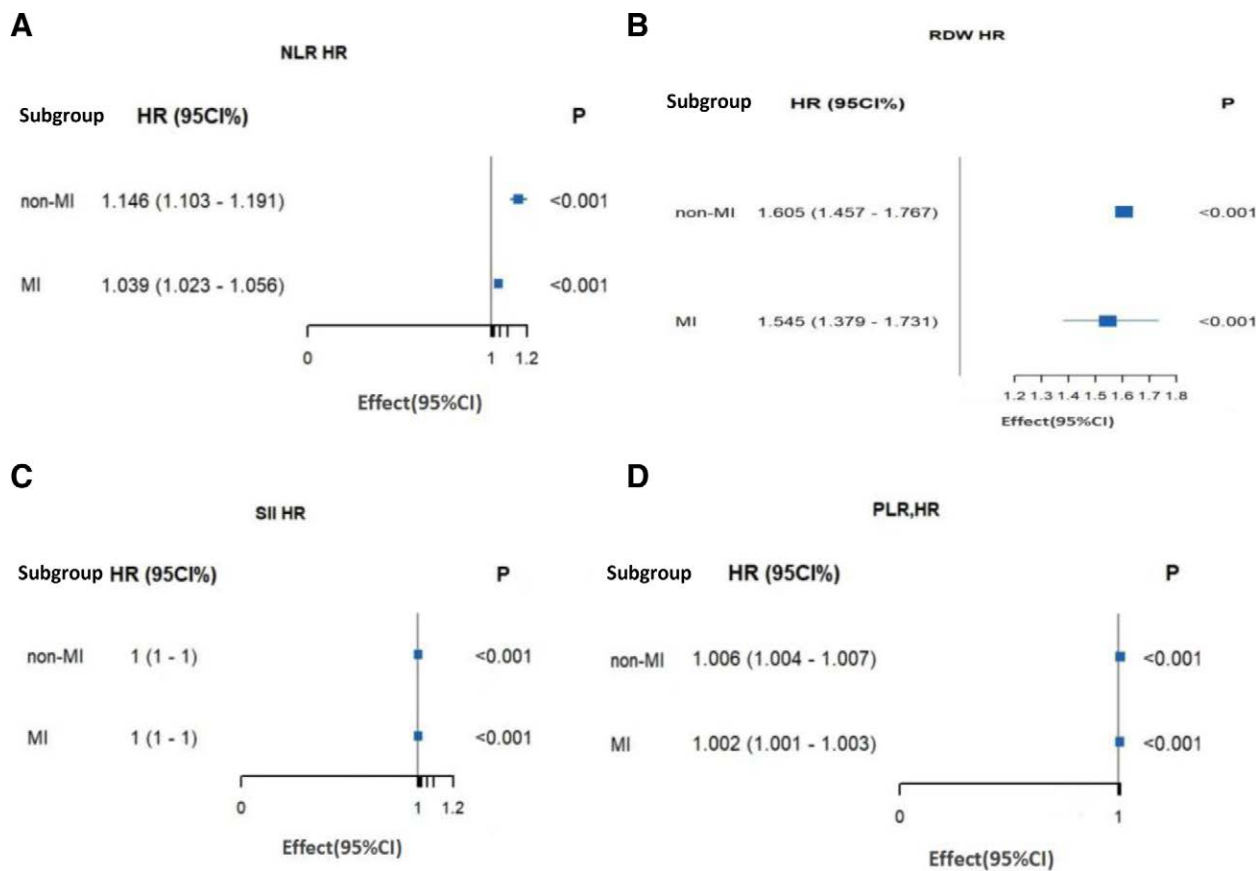 A
NLR HR
Subgroup HR (95CI%) P
non-MI 1.146 (1.103 - 1.191) <0.001
MI 1.039 (1.023 - 1.056) <0.001
0 1 1.2
Effect(95%CI)
B
RDW HR
Subgroup HR (95CI%) P
non-MI 1.605 (1.457 - 1.767) <0.001
MI 1.545 (1.379 - 1.731) <0.001
1.2 1.3 1.4 1.5 1.6 1.7 1.8
Effect(95%CI)
C
SII HR
Subgroup HR (95CI%) P
non-MI 1 (1 - 1) <0.001
MI 1 (1 - 1) <0.001
0 1 1.2
Effect(95%CI)
D
PLR,HR
Subgroup HR (95CI%) P
non-MI 1.006 (1.004 - 1.007) <0.001
MI 1.002 (1.001 - 1.003) <0.001
0 1
Effect(95%CI)